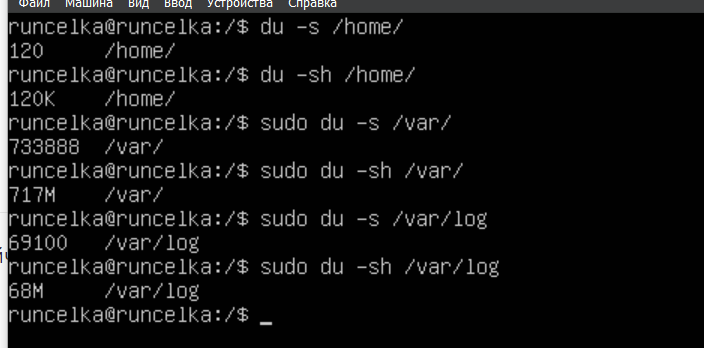 Файл Машина Вид Ввод Устройства Справка
runcelka@runcelka:/$ du -s /home/
120 /home/
runcelka@runcelka:/$ du -sh /home/
120K /home/
runcelka@runcelka:/$ sudo du -s /var/
733888 /var/
runcelka@runcelka:/$ sudo du -sh /var/
717M /var/
runcelka@runcelka:/$ sudo du -s /var/log
69100 /var/log
runcelka@runcelka:/$ sudo du -sh /var/log
68M /var/log
runcelka@runcelka:/$ _